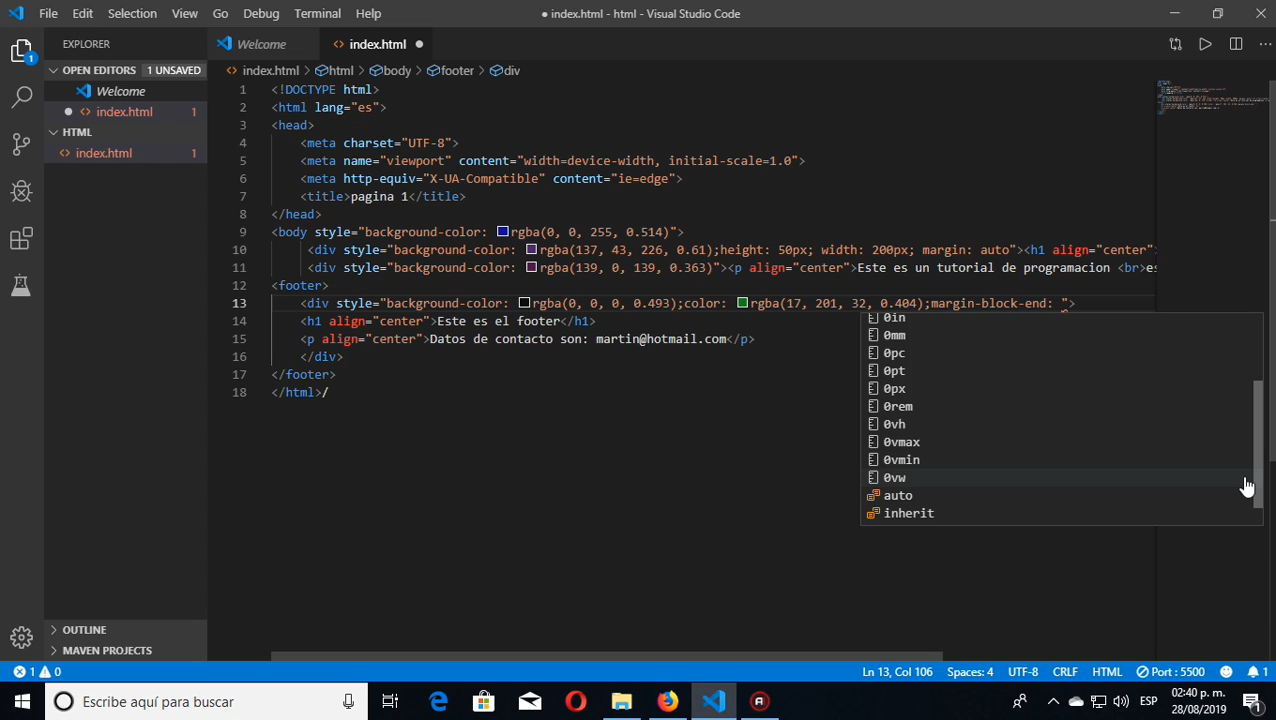 File Edit Selection View Go Debug Terminal Help
● index.html - html - Visual Studio Code
EXPLORER
Welcome
index.html
OPEN EDITORS 1 UNSAVED
Welcome
index.html 1
HTML
index.html 1
OUTLINE
MAVEN PROJECTS
1
index.html > html > body > footer > div
1 <!DOCTYPE html>
2 <html lang="es">
3 <head>
4 <meta charset="UTF-8">
5 <meta name="viewport" content="width=device-width, initial-scale=1.0">
6 <meta http-equiv="X-UA-Compatible" content="ie=edge">
7 <title>pagina 1</title>
8 </head>
9 <body style="background-color: rgba(0, 0, 255, 0.514)">
10 <div style="background-color: rgba(137, 43, 226, 0.61);height: 50px; width: 200px; margin: auto"><h1 align="center"
11 <div style="background-color: rgba(139, 0, 139, 0.363)"><p align="center">Este es un tutorial de programacion <br>es
12 <footer>
13 <div style="background-color: rgba(0, 0, 0, 0.493);color: rgba(17, 201, 32, 0.404);margin-block-end: ">
14 <h1 align="center">Este es el footer</h1>
15 <p align="center">Datos de contacto son: martin@hotmail.com</p>
16 </div>
17 </footer>
18 </html>/
0in
0mm
0pc
0pt
0px
0rem
0vh
0vmax
0vmin
0vw
auto
inherit
1 0
Ln 13, Col 106 Spaces: 4 UTF-8 CRLF HTML Port : 5500 1
Escribe aquí para buscar
ESP
02:40 p. m.
28/08/2019
1